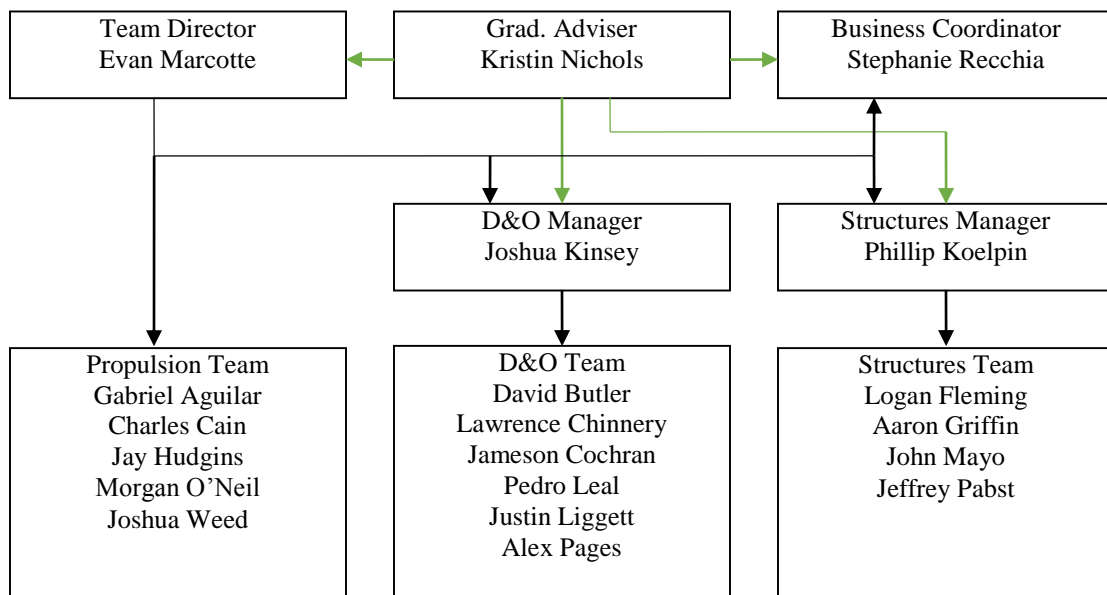 Team Director
Evan Marcotte
Grad. Adviser
Kristin Nichols
Business Coordinator
Stephanie Recchia
D&O Manager
Joshua Kinsey
Structures Manager
Phillip Koelpin
Propulsion Team
Gabriel Aguilar
Charles Cain
Jay Hudgins
Morgan O’Neil
Joshua Weed
D&O Team
David Butler
Lawrence Chinnery
Jameson Cochran
Pedro Leal
Justin Liggett
Alex Pages
Structures Team
Logan Fleming
Aaron Griffin
John Mayo
Jeffrey Pabst